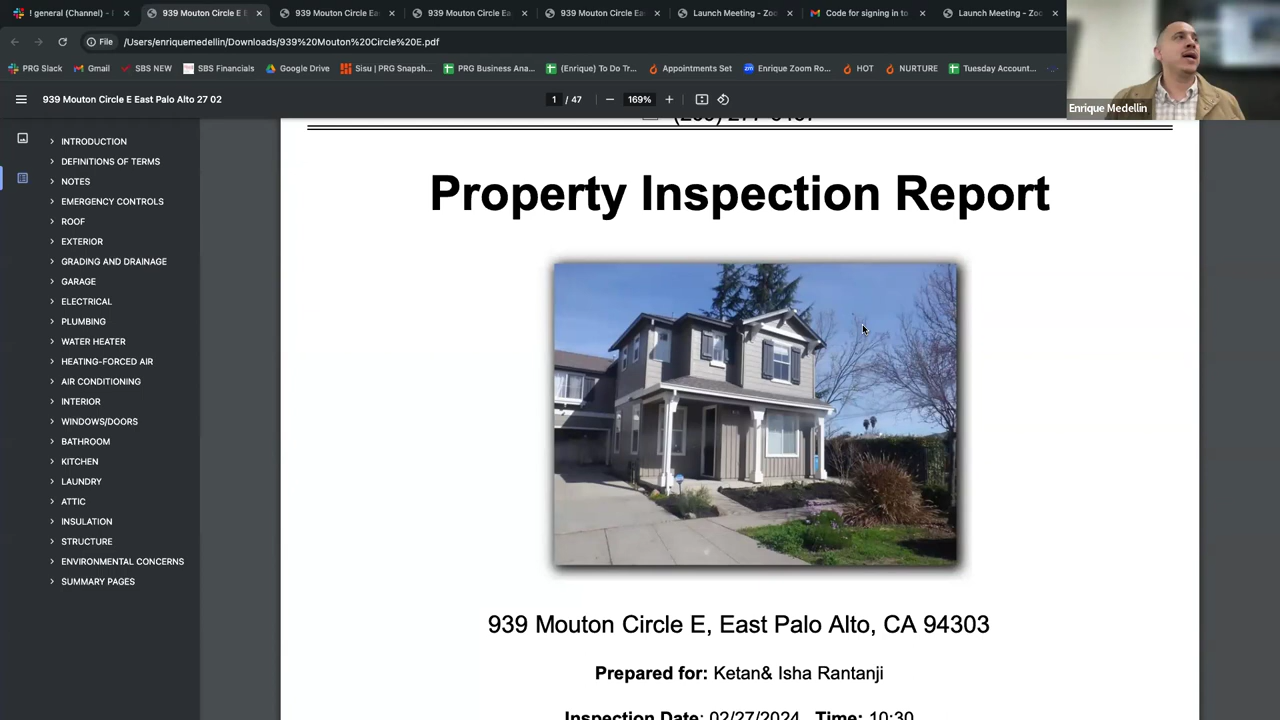 ! general (Channel) -
939 Mouton Circle E E
939 Mouton Circle Ea
939 Mouton Circle Ea
939 Mouton Circle Ea
Launch Meeting - Zoo
Code for signing in to
Launch Meeting - Zoo
File
/Users/enriquemedellin/Downloads/939%20Mouton%20Circle%20E.pdf
PRG Slack
Gmail
SBS NEW
SBS Financials
Google Drive
Sisu | PRG Snapsh...
PRG Business Ana...
(Enrique) To Do Tr...
Appointments Set
Enrique Zoom Ro...
HOT
NURTURE
Tuesday Account...
Enrique Medellin
939 Mouton Circle E East Palo Alto 27 02
1 / 47
169%
INTRODUCTION
DEFINITIONS OF TERMS
NOTES
EMERGENCY CONTROLS
ROOF
EXTERIOR
GRADING AND DRAINAGE
GARAGE
ELECTRICAL
PLUMBING
WATER HEATER
HEATING-FORCED AIR
AIR CONDITIONING
INTERIOR
WINDOWS/DOORS
BATHROOM
KITCHEN
LAUNDRY
ATTIC
INSULATION
STRUCTURE
ENVIRONMENTAL CONCERNS
SUMMARY PAGES
Property Inspection Report
939 Mouton Circle E, East Palo Alto, CA 94303
Prepared for: Ketan& Isha Rantanji
Inspection Date: 02/27/2024 Time: 10:30